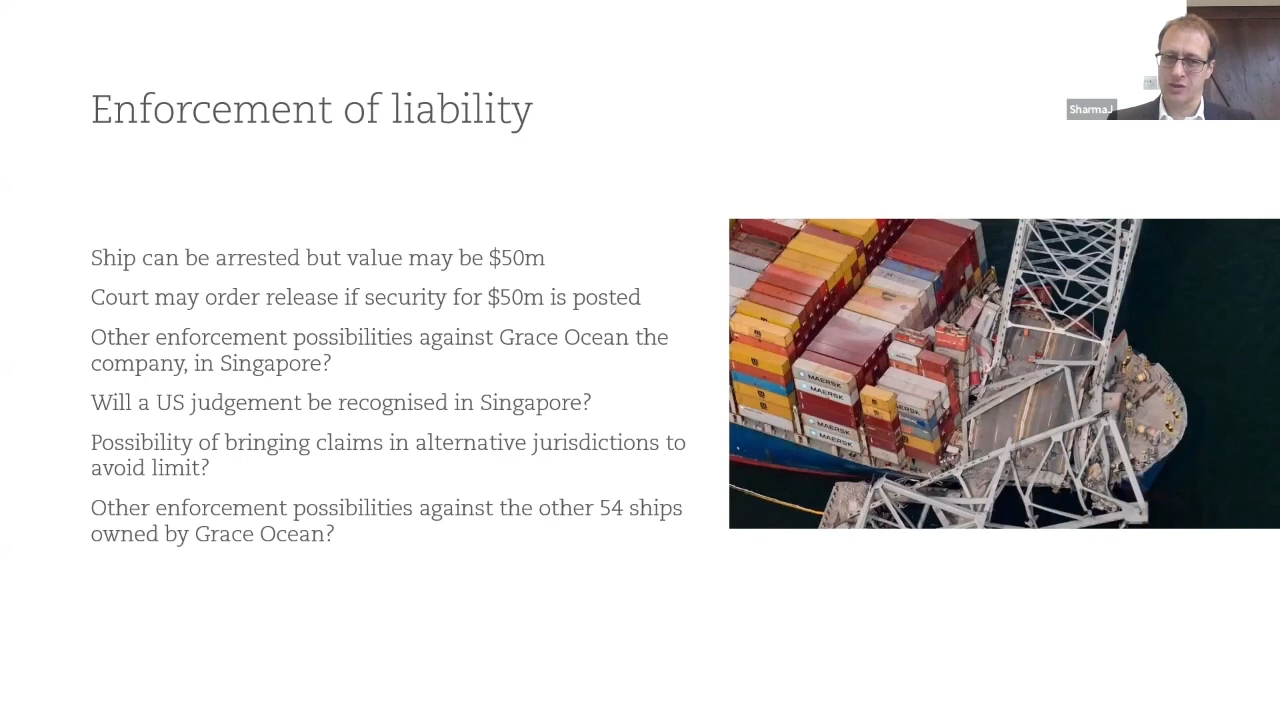 Enforcement of liability
Sharma J
Ship can be arrested but value may be $50m
Court may order release if security for $50m is posted
Other enforcement possibilities against Grace Ocean the
company, in Singapore?
Will a US judgement be recognised in Singapore?
Possibility of bringing claims in alternative jurisdictions to
avoid limit?
Other enforcement possibilities against the other 54 ships
owned by Grace Ocean?
MAERSK
MAERSK
MAERSK
MAERSK
MAERSK